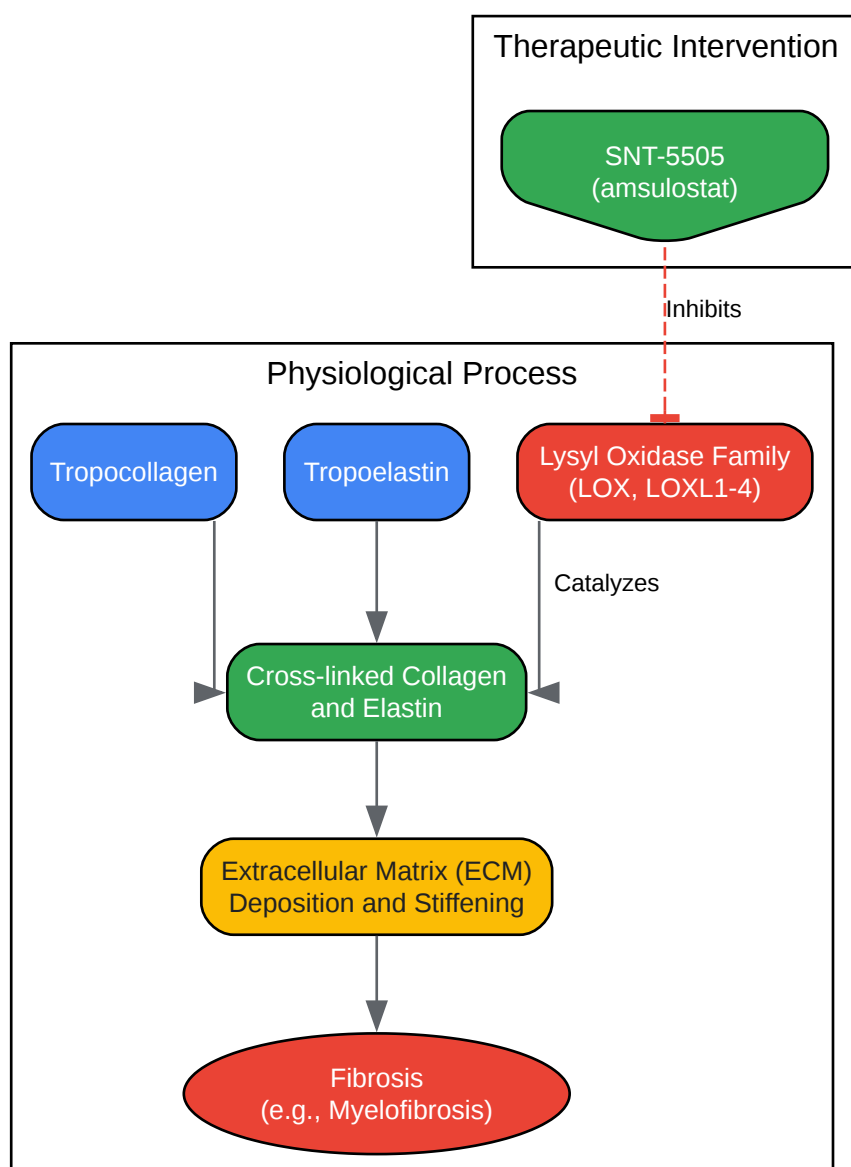 Therapeutic Intervention
SNT-5505
(amsulostat)
Inhibits
Physiological Process
Tropocollagen
Tropoelastin
Lysyl Oxidase Family
(LOX, LOXL1-4)
Catalyzes
Cross-linked Collagen
and Elastin
Extracellular Matrix (ECM)
Deposition and Stiffening
Fibrosis
(e.g., Myelofibrosis)